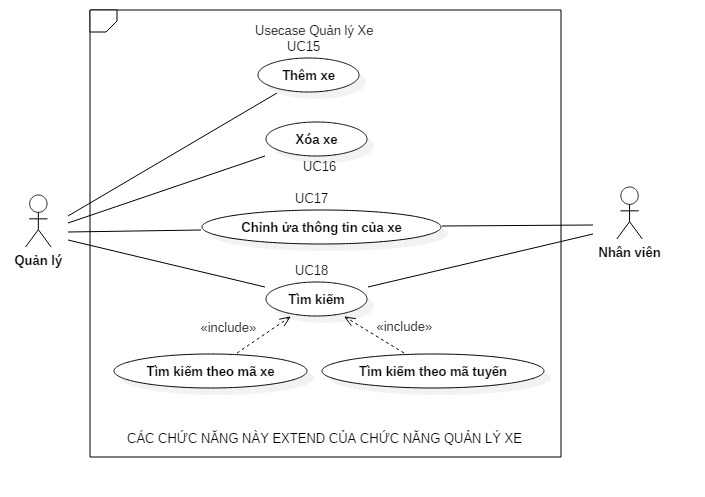 Usecase Quản lý Xe
UC15
Thêm xe
Xóa xe
UC16
UC17
Chỉnh ửa thông tin của xe
Quản lý
Nhân viên
UC18
Tìm kiếm
«include»
«include»
Tìm kiếm theo mã xe
Tìm kiếm theo mã tuyến
CÁC CHỨC NĂNG NÀY EXTEND CỦA CHỨC NĂNG QUẢN LÝ XE